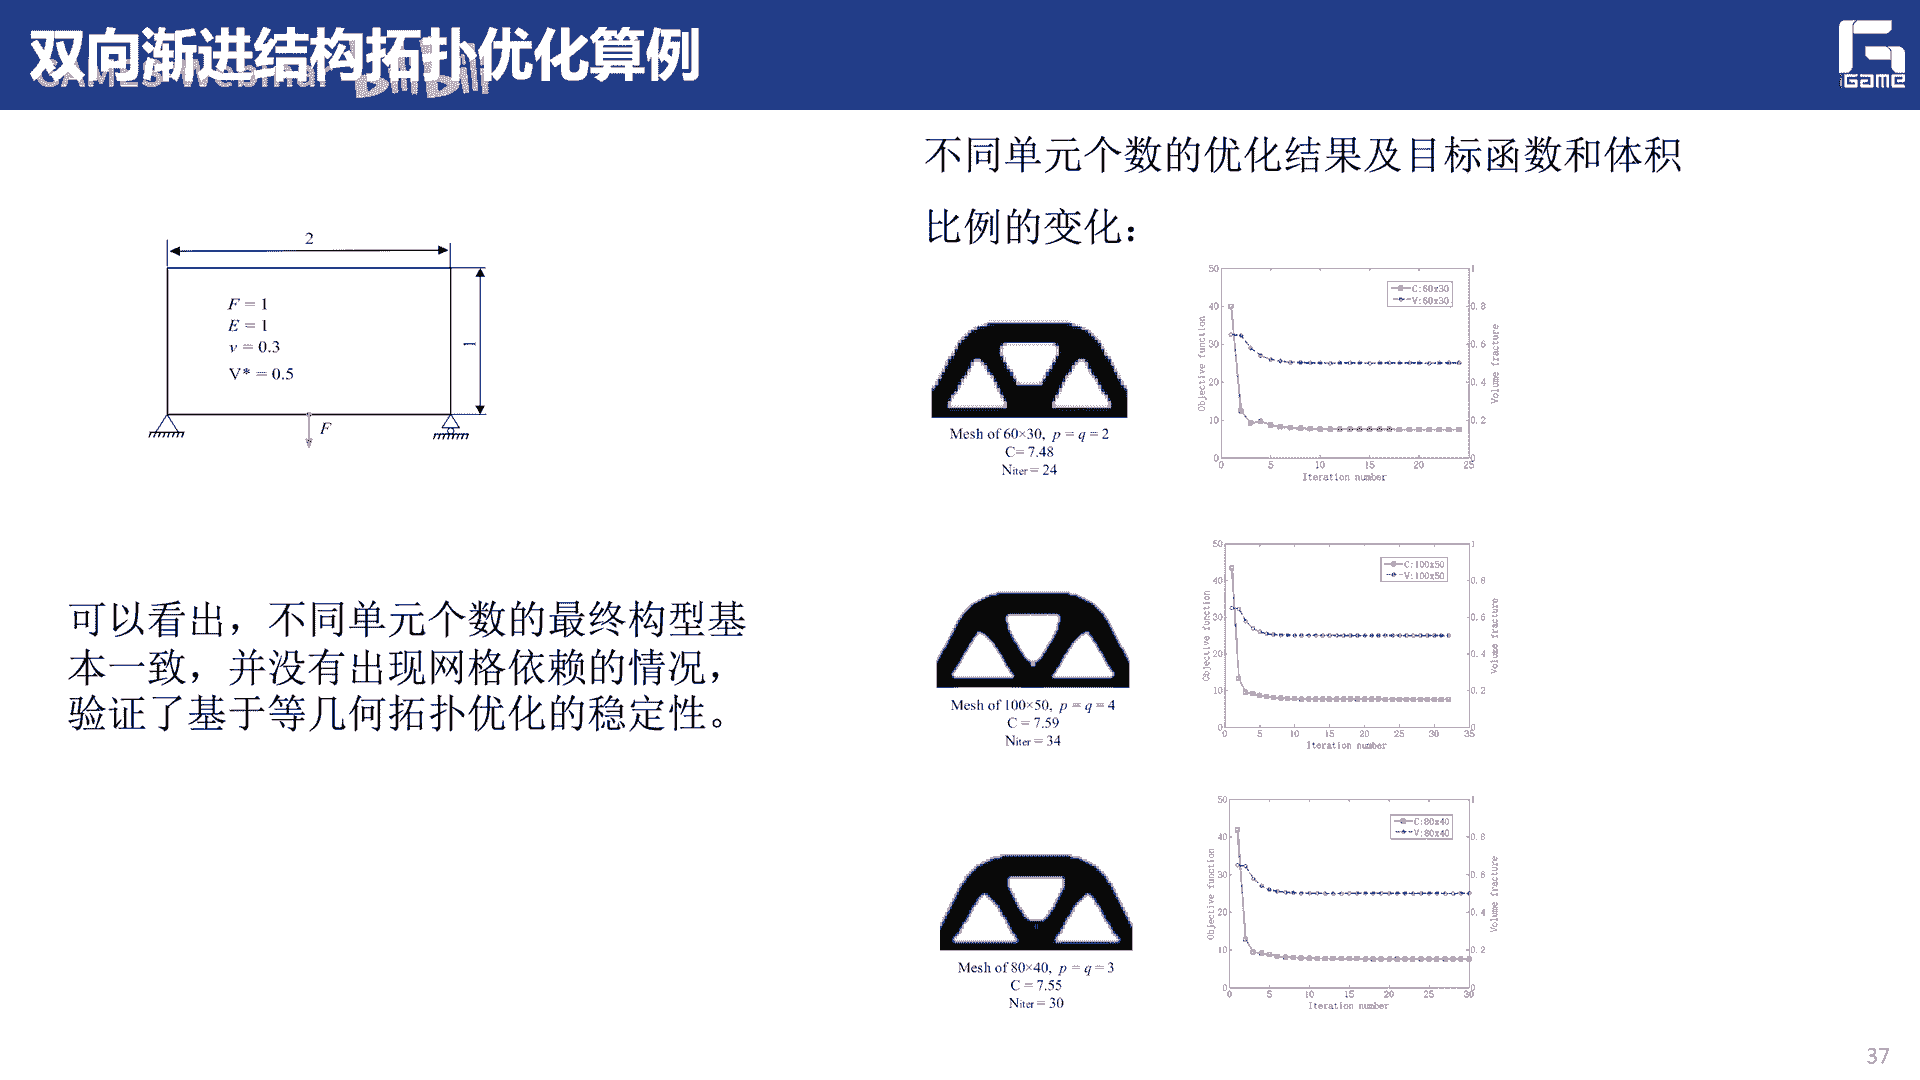 双向渐进结构拓扑优化算例
GAMES Webinar bilibili
GAME
不同单元个数的优化结果及目标函数和体积
比例的变化：
2
F = 1
E = 1
ν = 0.3
V* = 0.5
1
F
可以看出，不同单元个数的最终构型基
本一致，并没有出现网格依赖的情况，
验证了基于等几何拓扑优化的稳定性。
Mesh of 60×30, p = q = 2
C= 7.48
Niter = 24
50
40
30
20
10
0
1
0.8
0.6
0.4
0.2
0
0 5 10 15 20 25
Objective function
Volume fracture
Iteration number
C:60x30
V:60x30
Mesh of 100×50, p = q = 4
C = 7.59
Niter = 34
50
40
30
20
10
0
1
0.8
0.6
0.4
0.2
0
0 5 10 15 20 25 30 35
Objective function
Volume fracture
Iteration number
C:100x50
V:100x50
Mesh of 80×40, p = q = 3
C = 7.55
Niter = 30
50
40
30
20
10
0
1
0.8
0.6
0.4
0.2
0
0 5 10 15 20 25 30
Objective function
Volume fracture
Iteration number
C:80x40
V:80x40
37